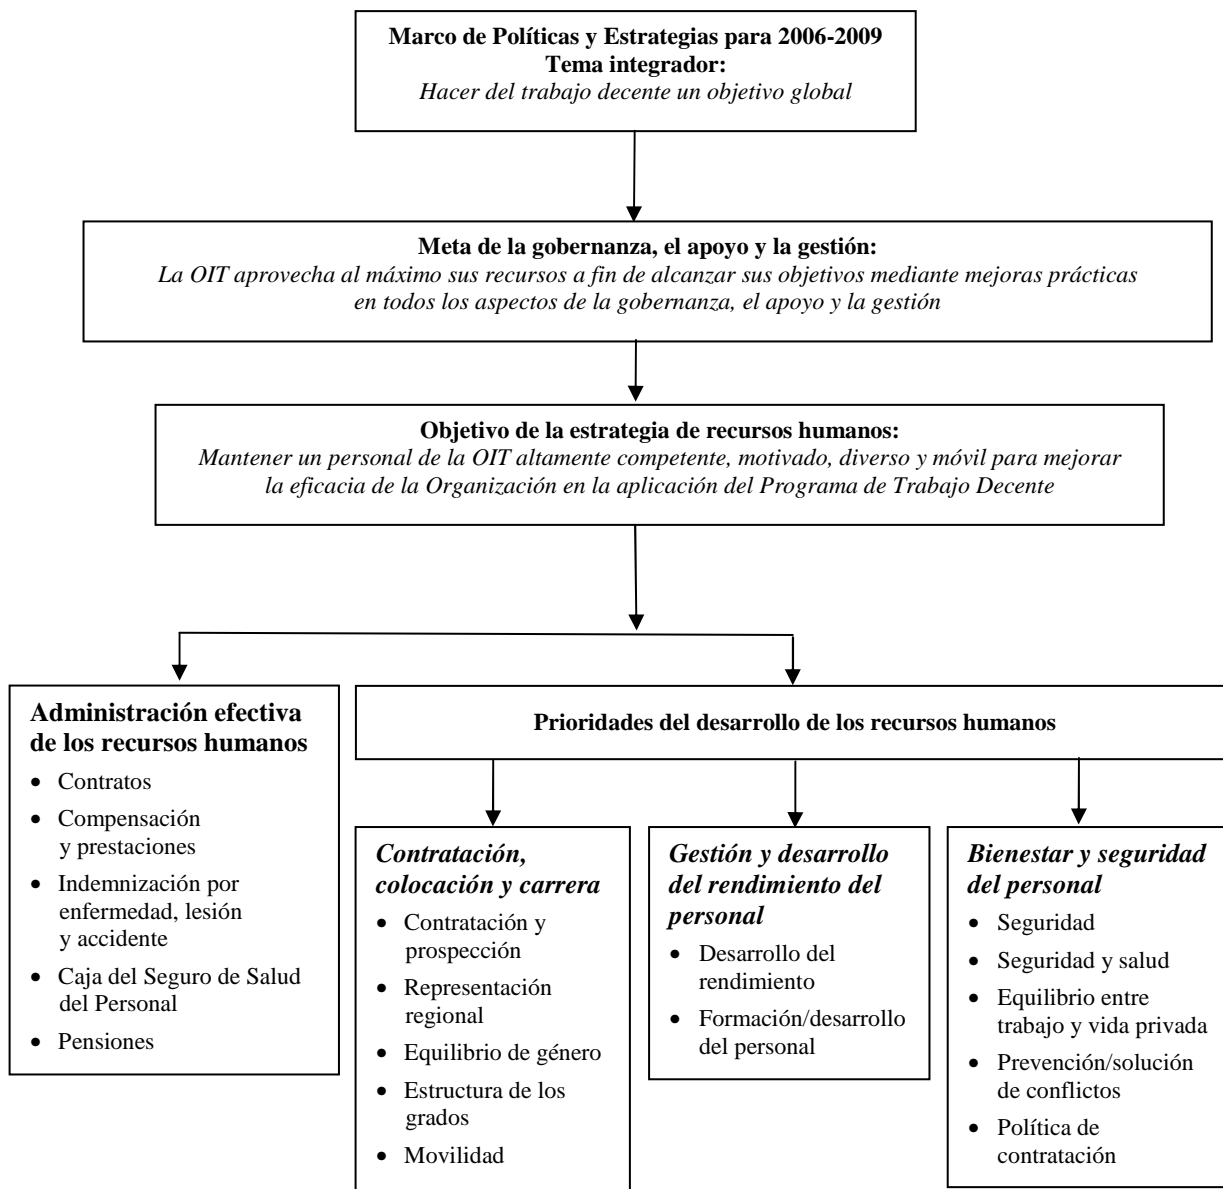 Marco de Políticas y Estrategias para 2006-2009
Tema integrador:
Hacer del trabajo decente un objetivo global
Meta de la gobernanza, el apoyo y la gestión:
La OIT aprovecha al máximo sus recursos a fin de alcanzar sus objetivos mediante mejoras prácticas
en todos los aspectos de la gobernanza, el apoyo y la gestión
Objetivo de la estrategia de recursos humanos:
Mantener un personal de la OIT altamente competente, motivado, diverso y móvil para mejorar
la eficacia de la Organización en la aplicación del Programa de Trabajo Decente
Administración efectiva
de los recursos humanos
• Contratos
• Compensación
y prestaciones
• Indemnización por
enfermedad, lesión
y accidente
• Caja del Seguro de Salud
del Personal
• Pensiones
Prioridades del desarrollo de los recursos humanos
Contratación,
colocación y carrera
• Contratación y
prospección
• Representación
regional
• Equilibrio de género
• Estructura de los
grados
• Movilidad
Gestión y desarrollo
del rendimiento del
personal
• Desarrollo del
rendimiento
• Formación/desarrollo
del personal
Bienestar y seguridad
del personal
• Seguridad
• Seguridad y salud
• Equilibrio entre
trabajo y vida privada
• Prevención/solución
de conflictos
• Política de
contratación